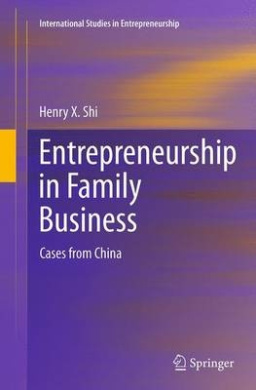 International Studies in Entrepreneurship
Henry X. Shi
Entrepreneurship
in Family
Business
Cases from China
Springer